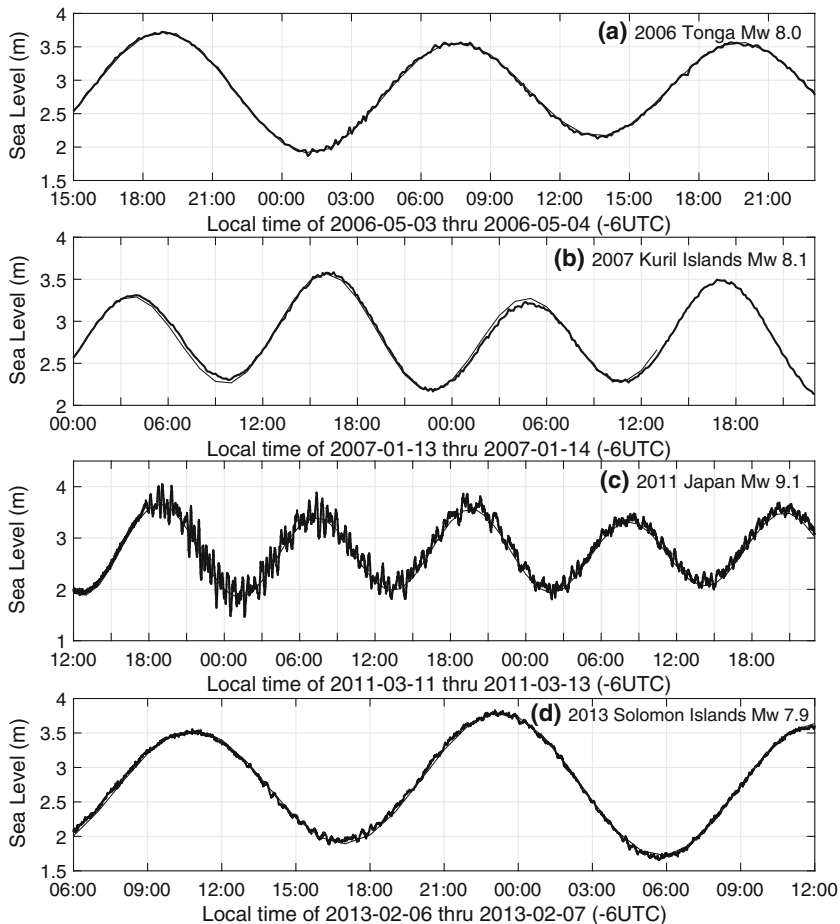 (a) 2006 Tonga Mw 8.0
Sea Level (m)
3.5
3
2.5
2
1.5
15:00 18:00 21:00 00:00 03:00 06:00 09:00 12:00 15:00 18:00 21:00
Local time of 2006-05-03 thru 2006-05-04 (-6UTC)
(b) 2007 Kuril Islands Mw 8.1
Sea Level (m)
4
3.5
3
2.5
2
00:00 06:00 12:00 18:00 00:00 06:00 12:00 18:00
Local time of 2007-01-13 thru 2007-01-14 (-6UTC)
(c) 2011 Japan Mw 9.1
Sea Level (m)
4
3
2
1
12:00 18:00 00:00 06:00 12:00 18:00 00:00 06:00 12:00 18:00
Local time of 2011-03-11 thru 2011-03-13 (-6UTC)
(d) 2013 Solomon Islands Mw 7.9
Sea Level (m)
4
3.5
3
2.5
2
1.5
06:00 09:00 12:00 15:00 18:00 21:00 00:00 03:00 06:00 09:00 12:00
Local time of 2013-02-06 thru 2013-02-07 (-6UTC)